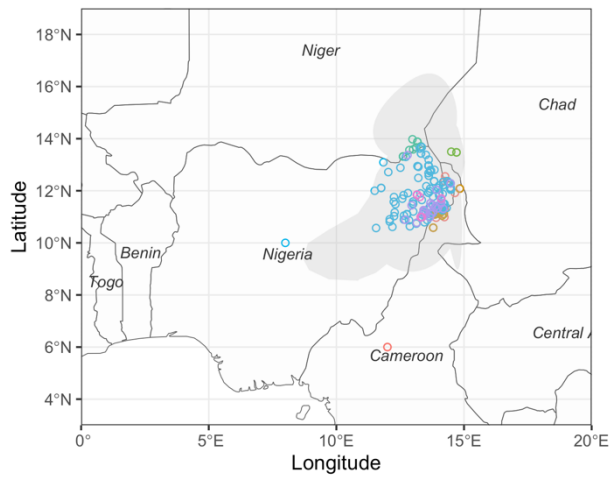 18°N
16°N
14°N
12°N
10°N
8°N
6°N
4°N
Latitude
Niger
Chad
Nigeria
Benin
Togo
Cameroon
Central A
0°
5°E
10°E
15°E
20°E
Longitude